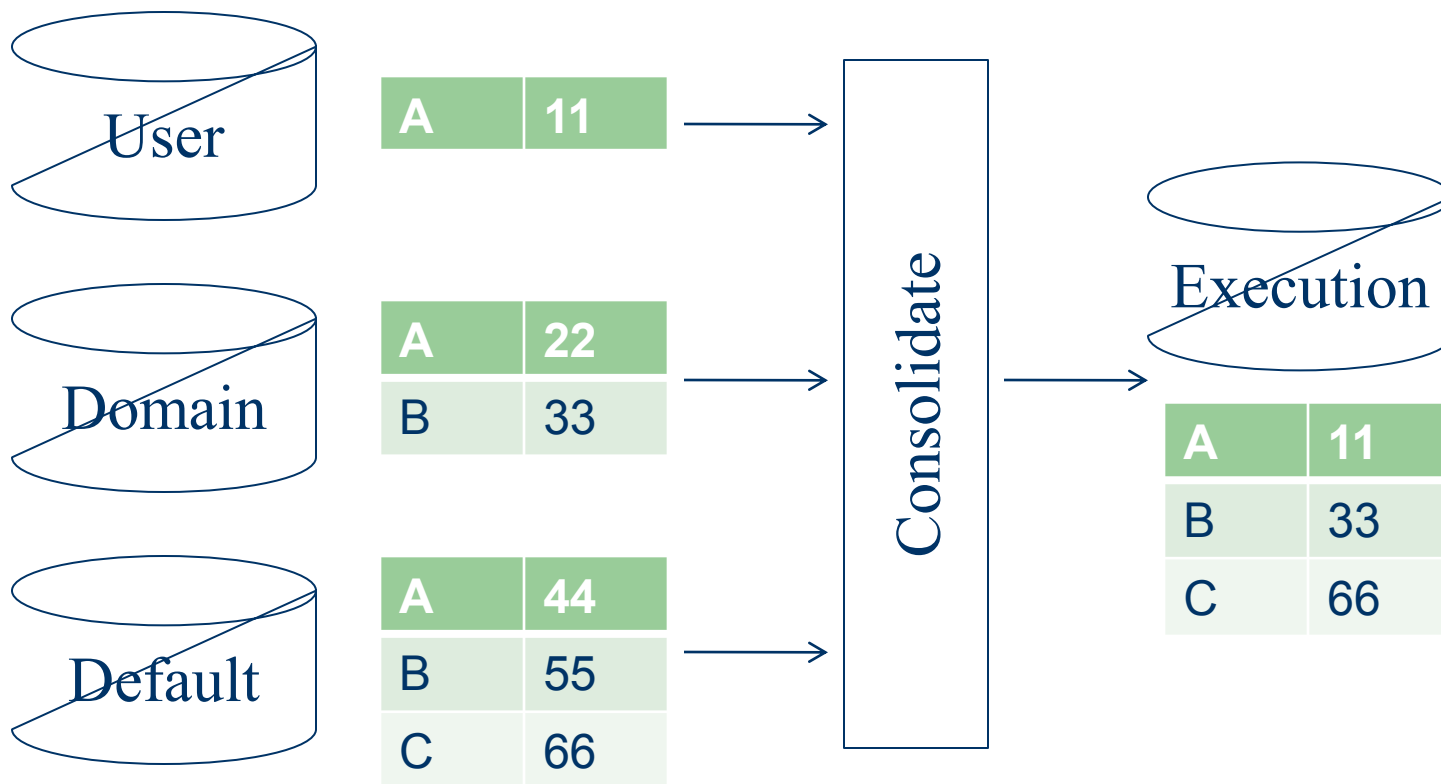 User
A 11
Domain
A 22
B 33
Default
A 44
B 55
C 66
Consolidate
Execution
A 11
B 33
C 66